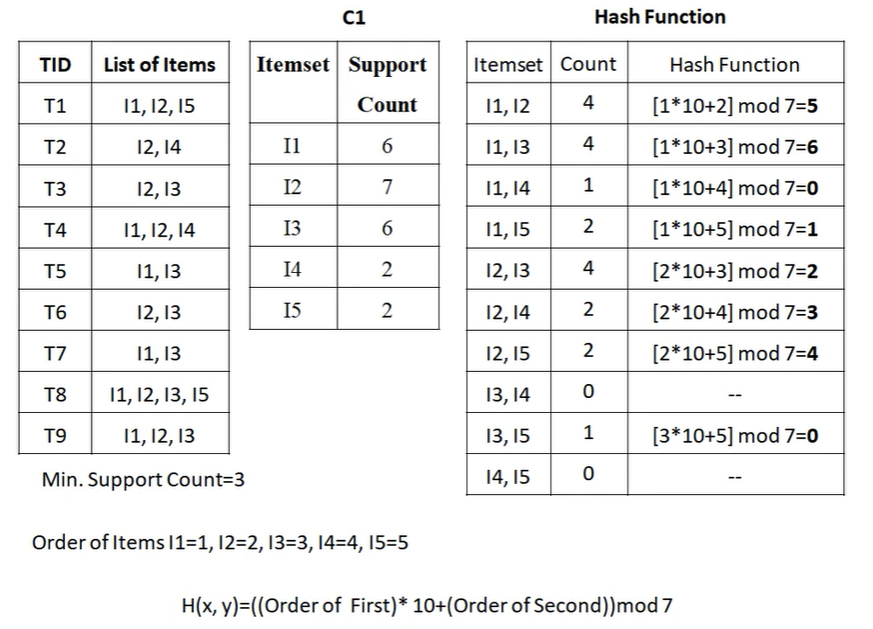 C1
Hash Function
TID List of Items
T1 I1, I2, I5
T2 I2, I4
T3 I2, I3
T4 I1, I2, I4
T5 I1, I3
T6 I2, I3
T7 I1, I3
T8 I1, I2, I3, I5
T9 I1, I2, I3
Min. Support Count=3
Itemset Support Count
I1 6
I2 7
I3 6
I4 2
I5 2
Itemset Count Hash Function
I1, I2 4 [1*10+2] mod 7=5
I1, I3 4 [1*10+3] mod 7=6
I1, I4 1 [1*10+4] mod 7=0
I1, I5 2 [1*10+5] mod 7=1
I2, I3 4 [2*10+3] mod 7=2
I2, I4 2 [2*10+4] mod 7=3
I2, I5 2 [2*10+5] mod 7=4
I3, I4 0 --
I3, I5 1 [3*10+5] mod 7=0
I4, I5 0 --
Order of Items I1=1, I2=2, I3=3, I4=4, I5=5
H(x, y)=((Order of First)* 10+(Order of Second))mod 7